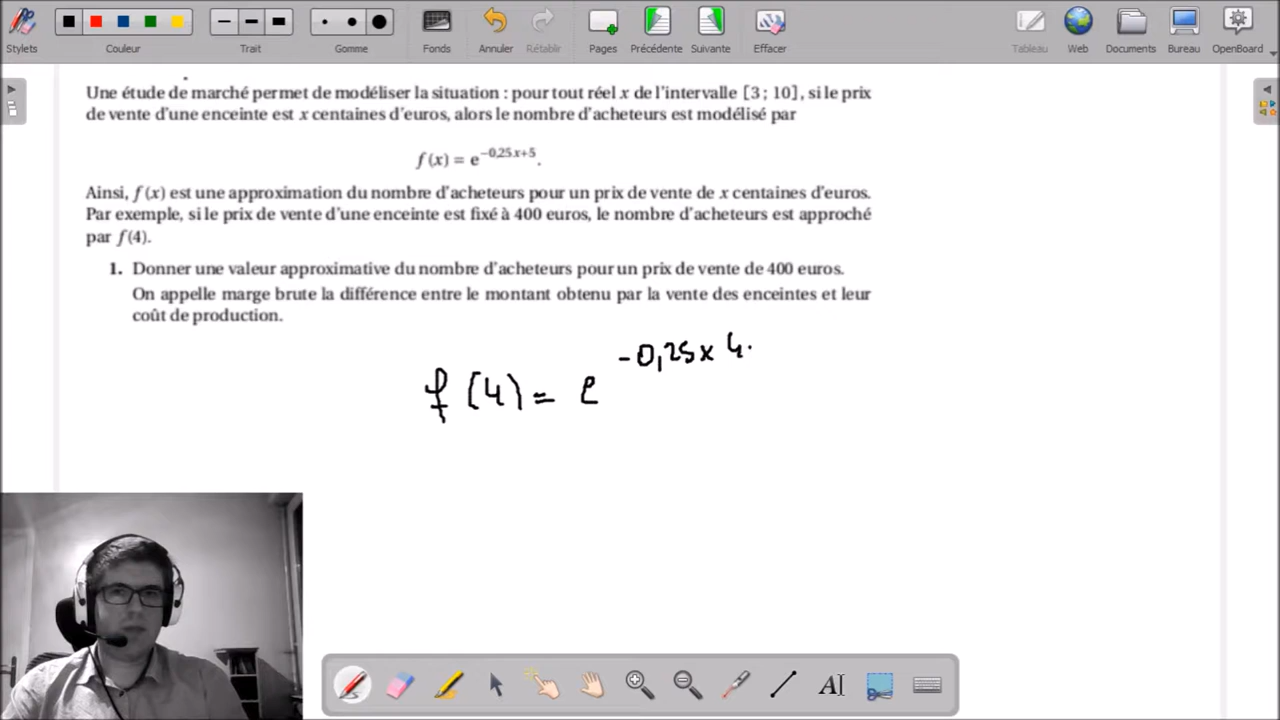 Stylets Couleur Trait Gomme Fonds Annuler Rétablir Pages Précédente Suivante Effacer Tableau Web Documents Bureau OpenBoard
Une étude de marché permet de modéliser la situation : pour tout réel x de l'intervalle [3 ; 10], si le prix
de vente d'une enceinte est x centaines d'euros, alors le nombre d'acheteurs est modélisé par
f(x) = e^{−0,25x+5}.
Ainsi, f(x) est une approximation du nombre d'acheteurs pour un prix de vente de x centaines d'euros.
Par exemple, si le prix de vente d'une enceinte est fixé à 400 euros, le nombre d'acheteurs est approché
par f(4).
1. Donner une valeur approximative du nombre d'acheteurs pour un prix de vente de 400 euros.
On appelle marge brute la différence entre le montant obtenu par la vente des enceintes et leur
coût de production.
f(4) = e^{-0,25 x 4}
AI